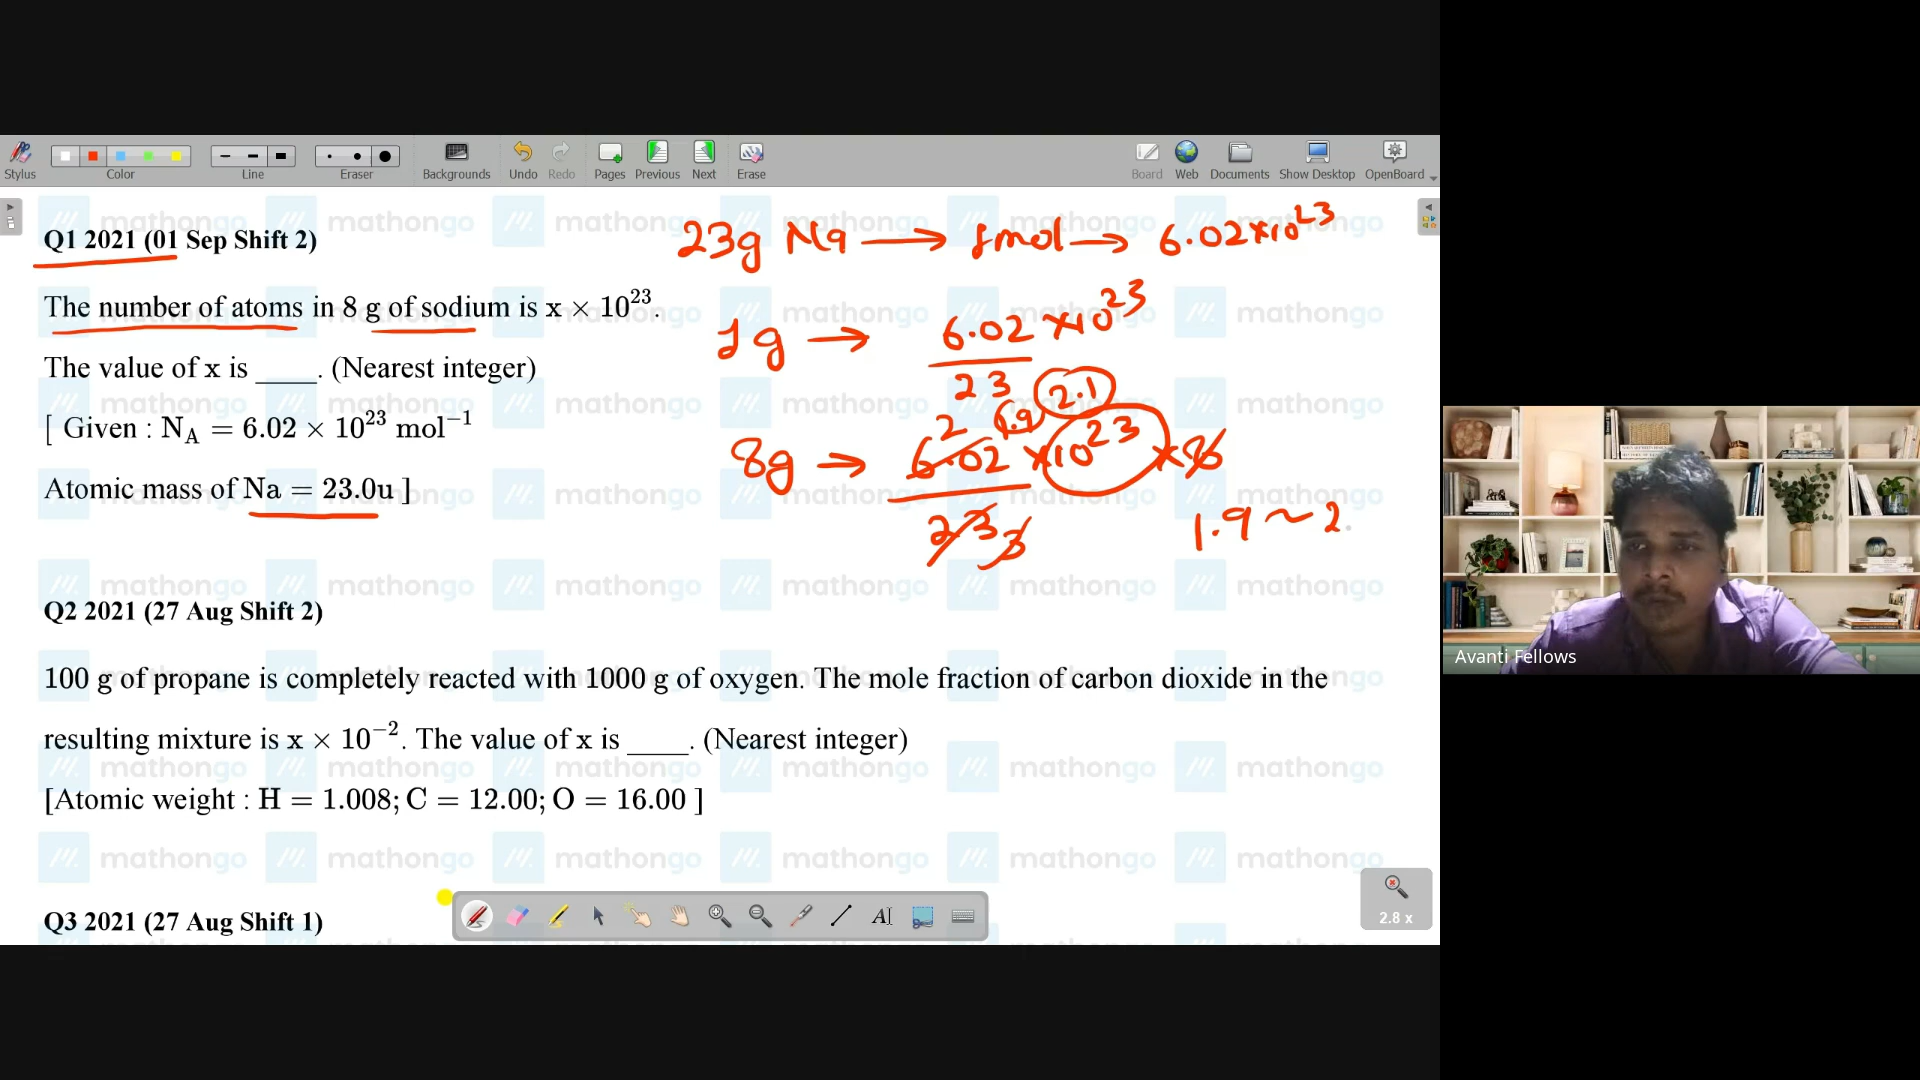 Stylus
Color
Line
Eraser
Backgrounds
Undo
Redo
Pages
Previous
Next
Erase
Board
Web
Documents
Show Desktop
OpenBoard
Q1 2021 (01 Sep Shift 2)
The number of atoms in 8 g of sodium is x × 10^23.
The value of x is ____. (Nearest integer)
[ Given : N_A = 6.02 × 10^23 mol^−1
Atomic mass of Na = 23.0u ]
23g Na → 1mol → 6.02×10^23
1g → 6.02 ×10^23
23
2.1
2 1.9
8g → 6.02 ×10^23 × 8
23 3
1.9 ~ 2
Q2 2021 (27 Aug Shift 2)
100 g of propane is completely reacted with 1000 g of oxygen. The mole fraction of carbon dioxide in the
resulting mixture is x × 10^−2. The value of x is ____. (Nearest integer)
[Atomic weight : H = 1.008; C = 12.00; O = 16.00 ]
Q3 2021 (27 Aug Shift 1)
mathongo
2.8 x
Avanti Fellows